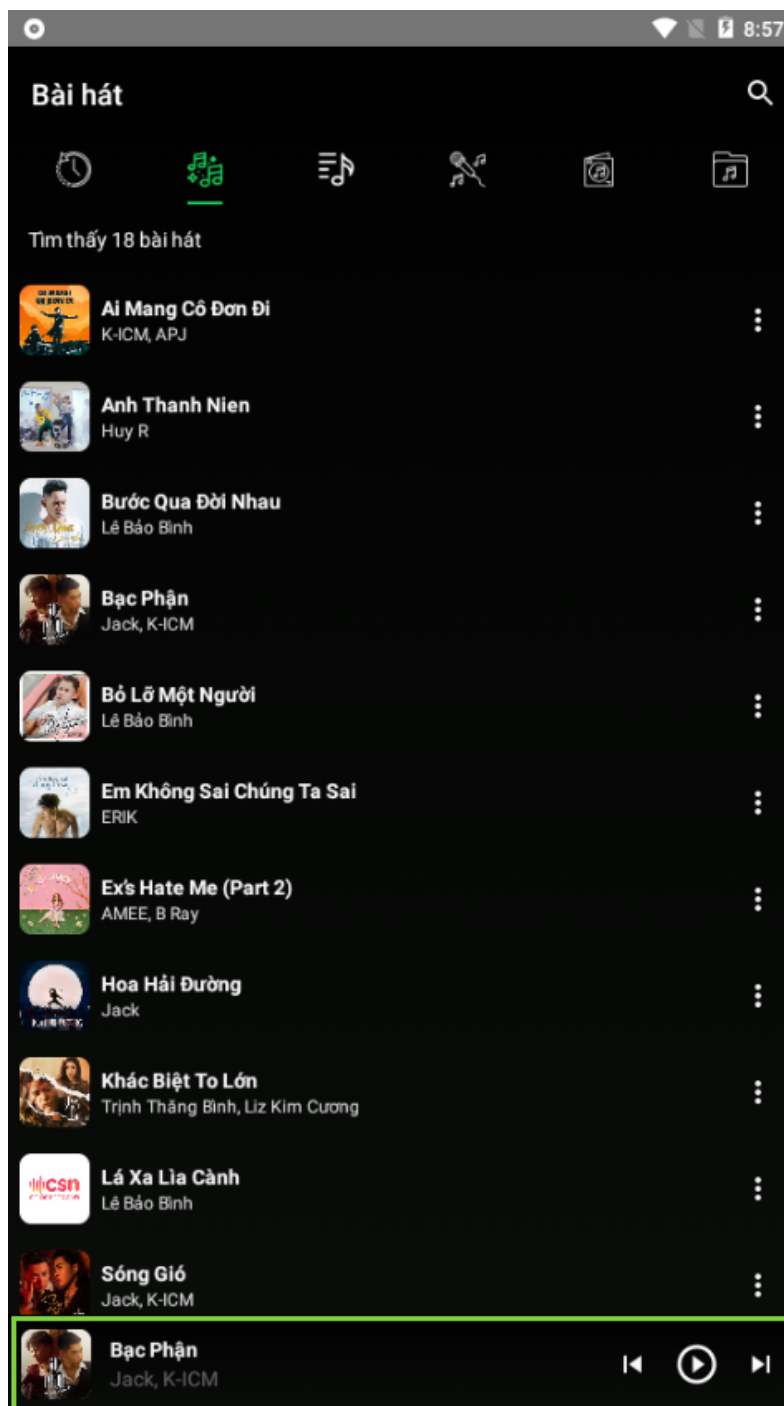 8:57
Bài hát
Tìm thấy 18 bài hát
Ai Mang Cô Đơn Đi
K-ICM, APJ
Anh Thanh Nien
Huy R
Bước Qua Đời Nhau
Lê Bảo Bình
Bạc Phận
Jack, K-ICM
Bỏ Lỡ Một Người
Lê Bảo Bình
Em Không Sai Chúng Ta Sai
ERIK
Ex's Hate Me (Part 2)
AMEE, B Ray
Hoa Hải Đường
Jack
Khác Biệt To Lớn
Trịnh Thăng Bình, Liz Kim Cương
csn
Lá Xa Lìa Cành
Lê Bảo Bình
Sóng Gió
Jack, K-ICM
Bạc Phận
Jack, K-ICM